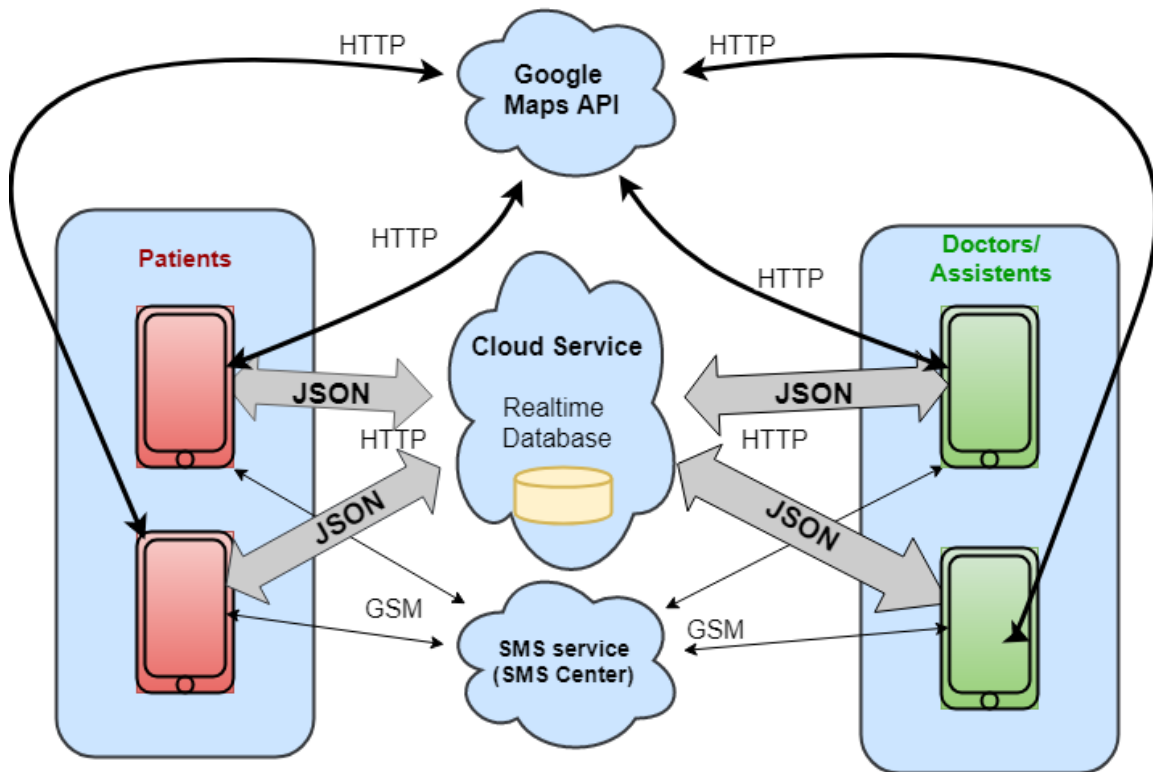 HTTP
HTTP
Google
Maps API
HTTP
Patients
Doctors/
Assistents
HTTP
Cloud Service
JSON
JSON
Realtime
Database
HTTP
HTTP
JSON
JSON
GSM
GSM
SMS service
(SMS Center)